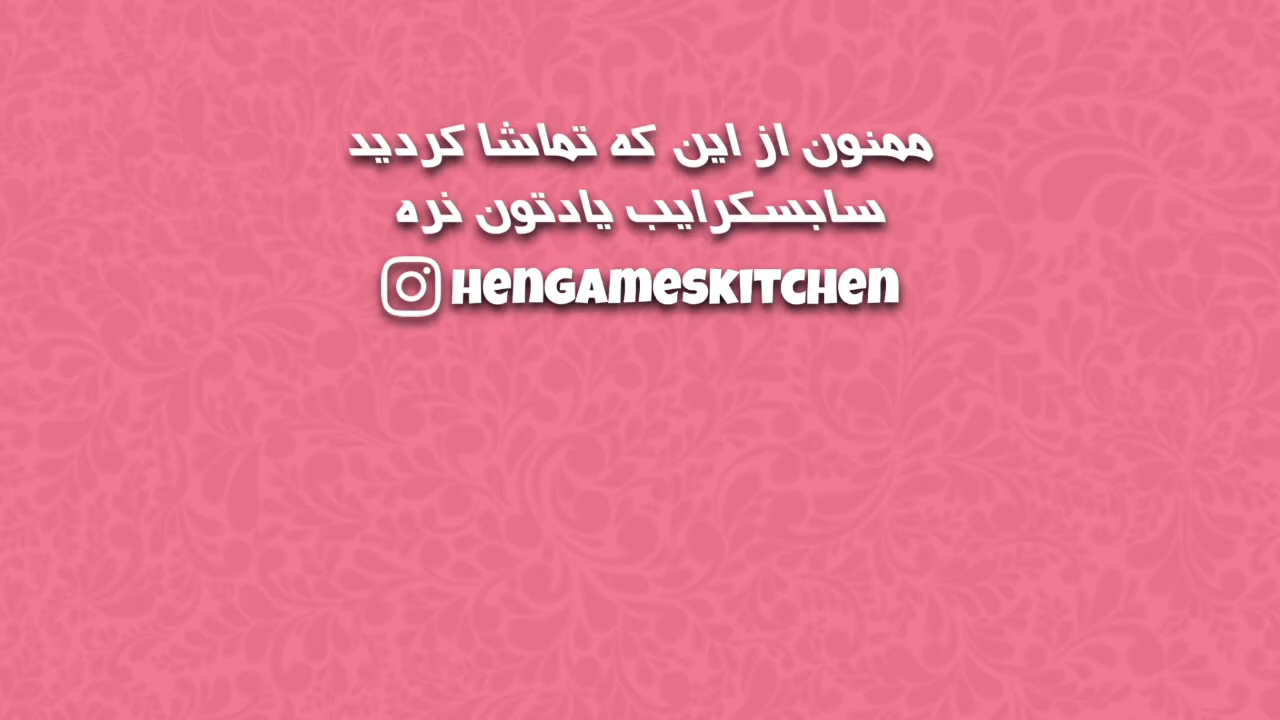 ممنون از این که تماشا کردید
سابسکرایب یادتون نره
HENGAMESKITCHEN